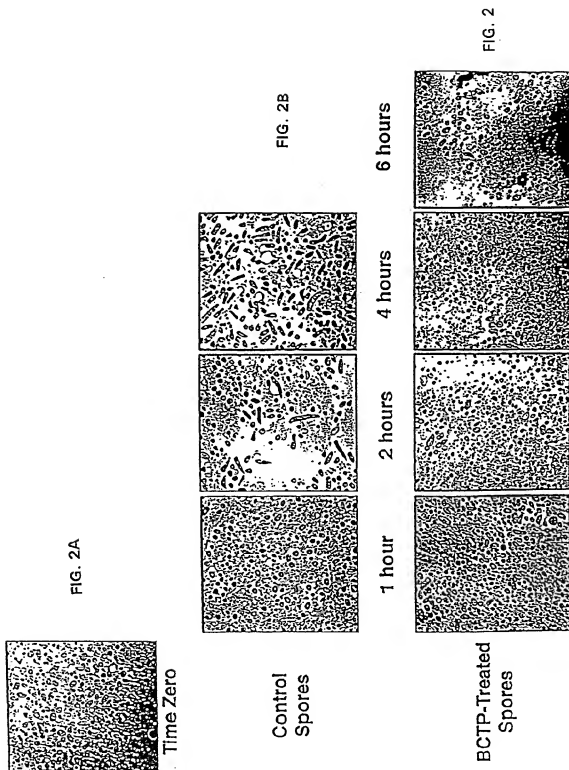 FIG. 2A
Time Zero
FIG. 2B
Control
Spores
1 hour
2 hours
4 hours
6 hours
BCTP-Treated
Spores
FIG. 2